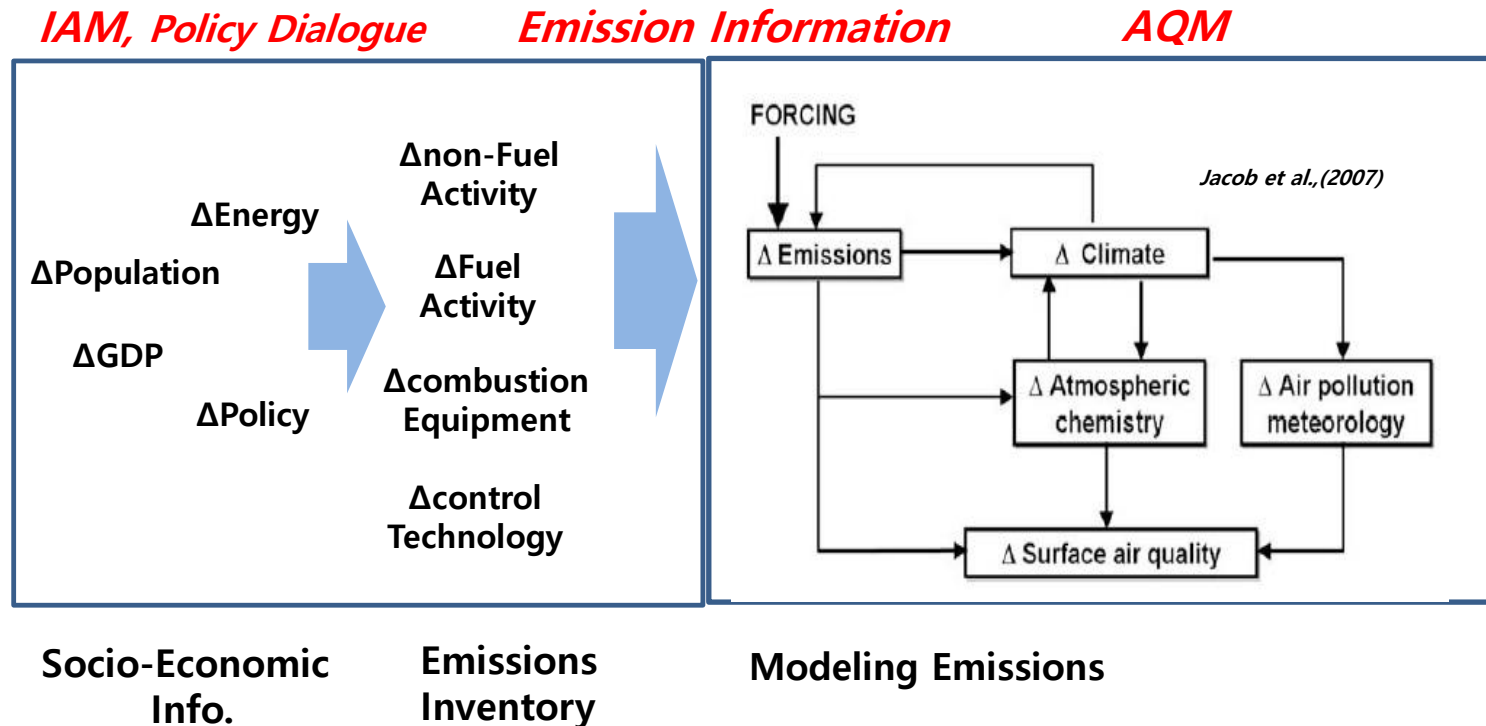 IAM, Policy Dialogue
Emission Information
AQM
ΔEnergy
ΔPopulation
ΔGDP
ΔPolicy
Δnon-Fuel
Activity
ΔFuel
Activity
Δcombustion
Equipment
Δcontrol
Technology
FORCING
Jacob et al.,(2007)
Δ Emissions
Δ Climate
Δ Atmospheric
chemistry
Δ Air pollution
meteorology
Δ Surface air quality
Socio-Economic
Info.
Emissions
Inventory
Modeling Emissions